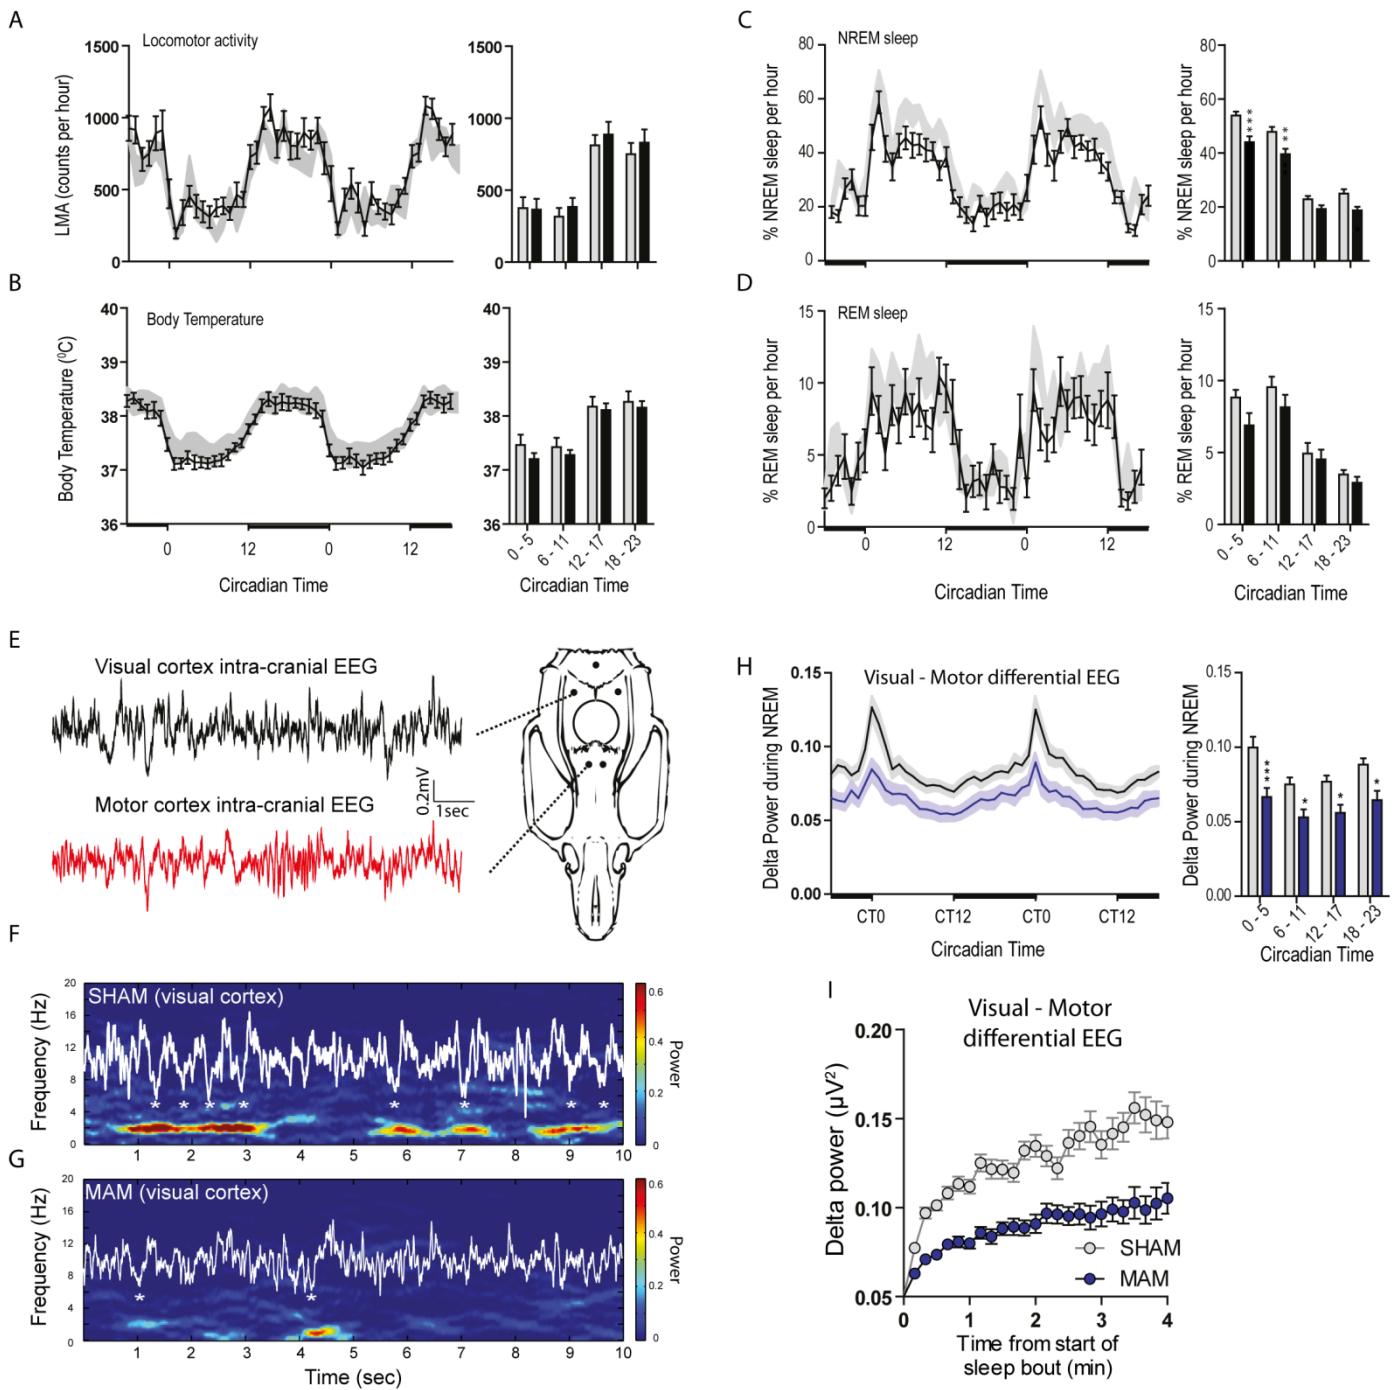 A
Locomotor activity
LMA (counts per hour)
1500
1000
500
0
1500
1000
500
0
B
Body Temperature
Body Temperature (⁰C)
40
39
38
37
36
0
12
0
12
Circadian Time
40
39
38
37
36
0 - 5
6 - 11
12 - 17
18 - 23
Circadian Time
C
NREM sleep
% NREM sleep per hour
80
60
40
20
0
% NREM sleep per hour
80
60
40
20
0
***
**
D
REM sleep
% REM sleep per hour
15
10
5
0
0
12
0
12
Circadian Time
% REM sleep per hour
15
10
5
0
0 - 5
6 - 11
12 - 17
18 - 23
Circadian Time
E
Visual cortex intra-cranial EEG
0.2mV
1sec
Motor cortex intra-cranial EEG
F
SHAM (visual cortex)
Frequency (Hz)
20
16
12
8
4
0
* * * * * * * *
1 2 3 4 5 6 7 8 9 10
0.6
0.4
0.2
0
Power
G
MAM (visual cortex)
Frequency (Hz)
20
16
12
8
4
0
* *
1 2 3 4 5 6 7 8 9 10
Time (sec)
0.6
0.4
0.2
0
Power
H
Visual - Motor differential EEG
Delta Power during NREM
0.15
0.10
0.05
0.00
CT0
CT12
CT0
CT12
Circadian Time
Delta Power during NREM
0.15
0.10
0.05
0.00
***
*
*
*
0 - 5
6 - 11
12 - 17
18 - 23
Circadian Time
I
Visual - Motor
differential EEG
Delta power (µV²)
0.20
0.15
0.10
0.05
SHAM
MAM
0 1 2 3 4
Time from start of
sleep bout (min)